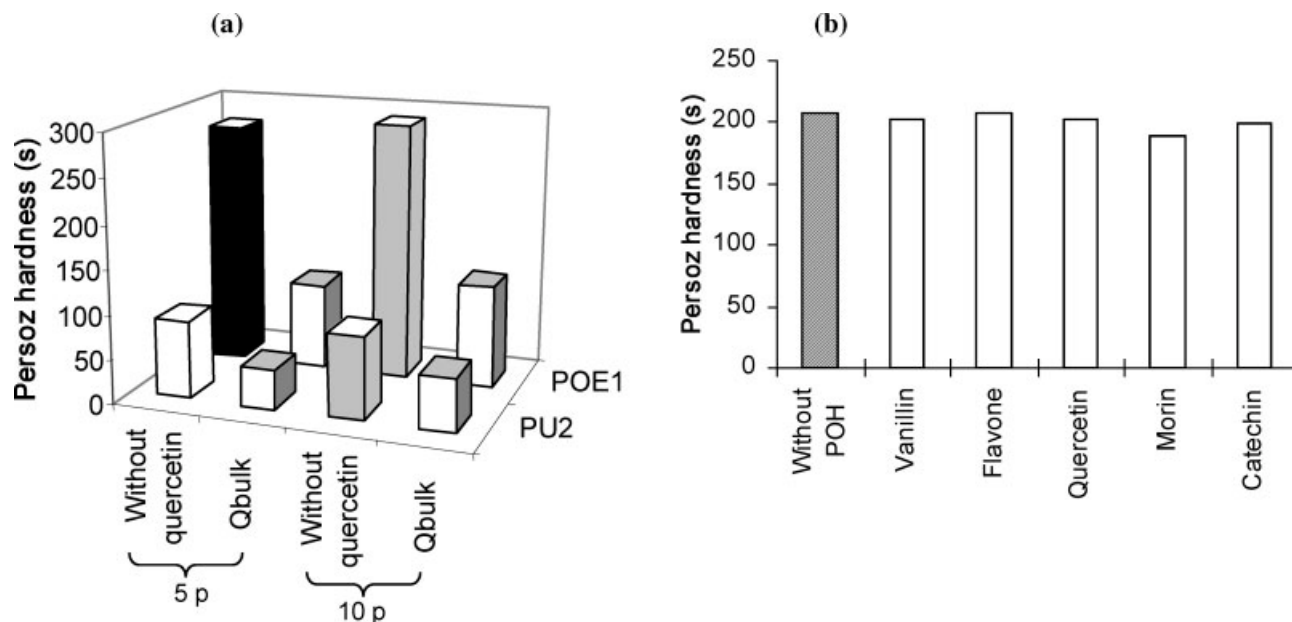 (a)
Persoz hardness (s)
300
250
200
150
100
50
0
POE1
PU2
Without
quercetin
Qbulk
Without
quercetin
Qbulk
5 p
10 p
(b)
Persoz hardness (s)
250
200
150
100
50
0
Without
POH
Vanillin
Flavone
Quercetin
Morin
Catechin